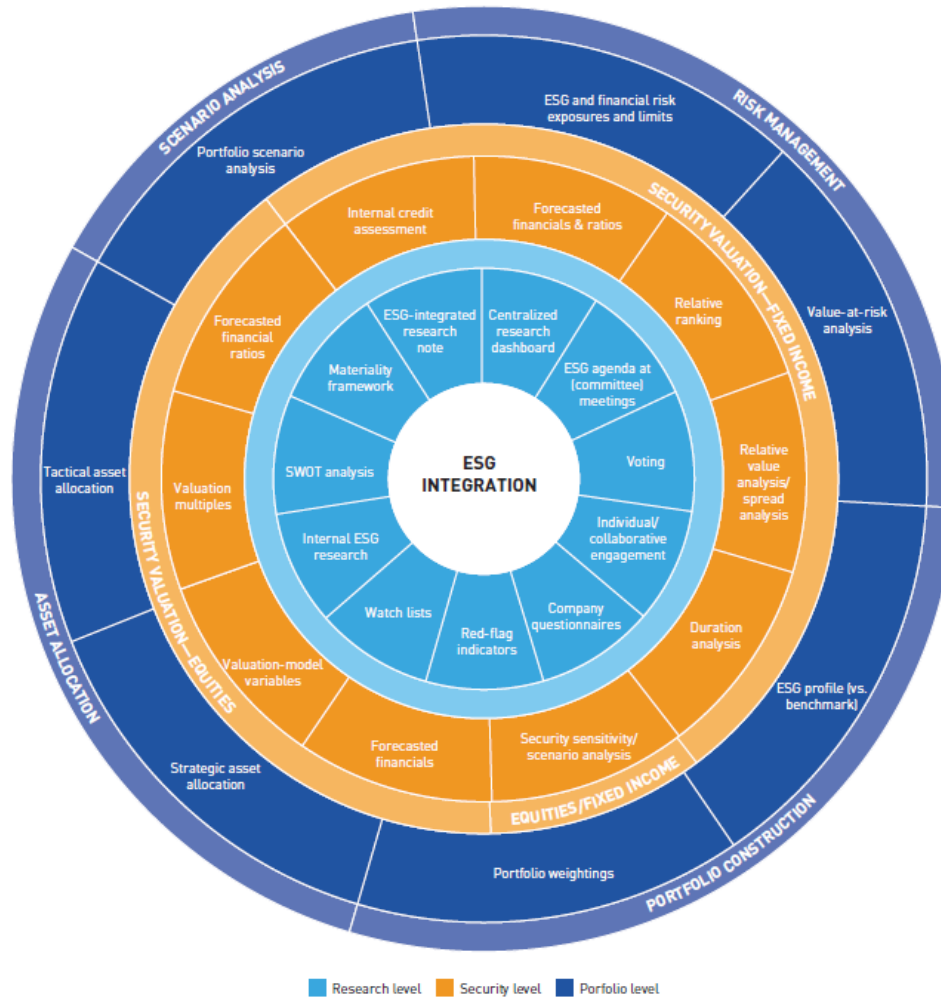 SCENARIO ANALYSIS
RISK MANAGEMENT
ESG and financial risk
exposures and limits
Portfolio scenario
analysis
Value-at-risk
analysis
Tactical asset
allocation
ASSET ALLOCATION
Strategic asset
allocation
ESG profile (vs.
benchmark)
PORTFOLIO CONSTRUCTION
Portfolio weightings
SECURITY VALUATION—FIXED INCOME
Internal credit
assessment
Forecasted
financials & ratios
Relative
ranking
Relative
value analysis/
spread analysis
Duration
analysis
EQUITIES/FIXED INCOME
Security sensitivity/
scenario analysis
SECURITY VALUATION—EQUITIES
Forecasted
financial
ratios
Valuation
multiples
Valuation-model
variables
Forecasted
financials
ESG-integrated
research
note
Centralized
research
dashboard
ESG agenda at
(committee)
meetings
Voting
Individual/
collaborative
engagement
Company
questionnaires
Red-flag
indicators
Watch lists
Internal ESG
research
SWOT analysis
Materiality
framework
ESG
INTEGRATION
Research level
Security level
Porfolio level